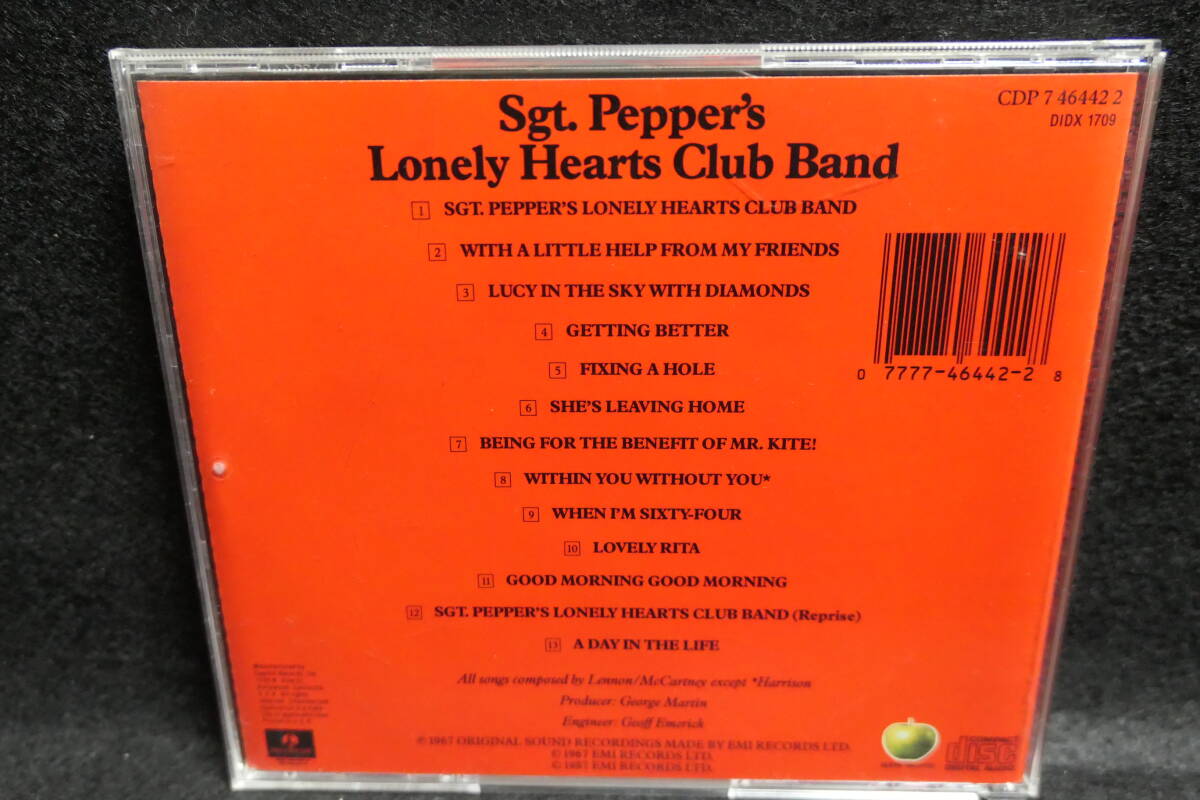 Sgt. Pepper's
Lonely Hearts Club Band
CDP 7 46442 2
DIDX 1709
1 SGT. PEPPER'S LONELY HEARTS CLUB BAND
2 WITH A LITTLE HELP FROM MY FRIENDS
3 LUCY IN THE SKY WITH DIAMONDS
4 GETTING BETTER
5 FIXING A HOLE
6 SHE'S LEAVING HOME
7 BEING FOR THE BENEFIT OF MR. KITE!
8 WITHIN YOU WITHOUT YOU*
9 WHEN I'M SIXTY-FOUR
10 LOVELY RITA
11 GOOD MORNING GOOD MORNING
12 SGT. PEPPER'S LONELY HEARTS CLUB BAND (Reprise)
13 A DAY IN THE LIFE
0 7777-46442-2 8
All songs composed by Lennon/McCartney except *Harrison
Producer: George Martin
Engineer: Geoff Emerick
℗ 1967 ORIGINAL SOUND RECORDINGS MADE BY EMI RECORDS LTD.
© 1967 EMI RECORDS LTD.
© 1987 EMI RECORDS LTD.
COMPACT
disc
DIGITAL AUDIO